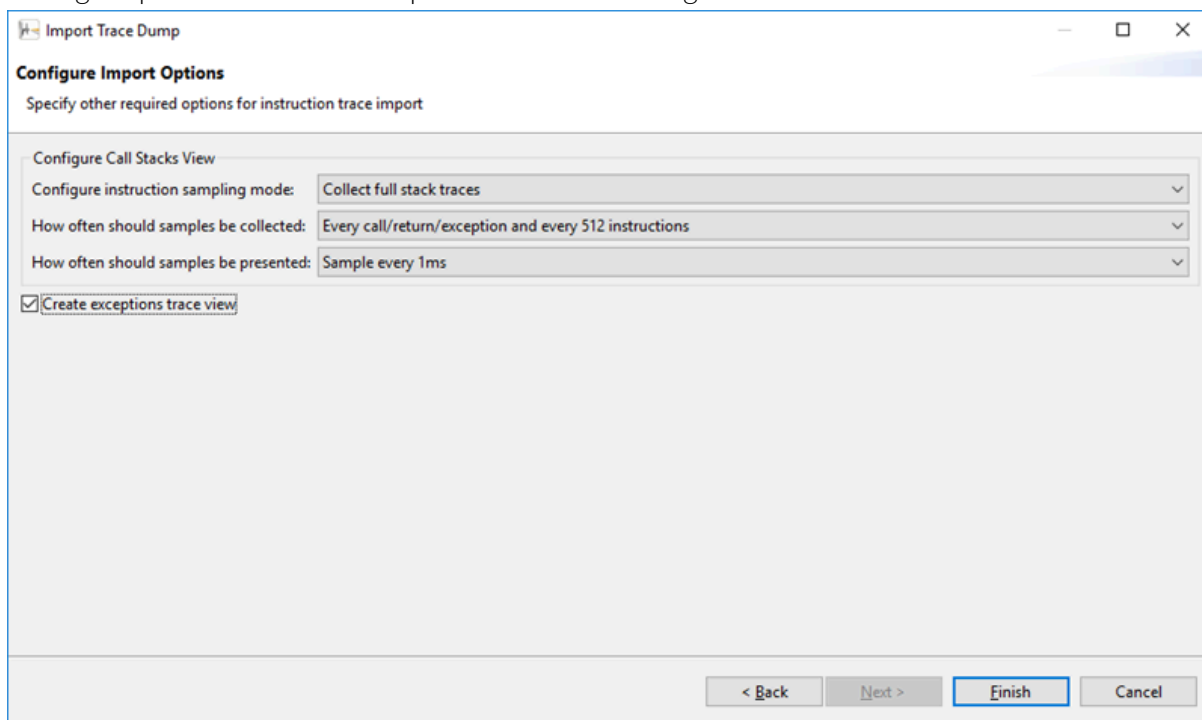 Import Trace Dump
Configure Import Options
Specify other required options for instruction trace import
Configure Call Stacks View
Configure instruction sampling mode: Collect full stack traces
How often should samples be collected: Every call/return/exception and every 512 instructions
How often should samples be presented: Sample every 1ms
Create exceptions trace view
< Back Next > Finish Cancel